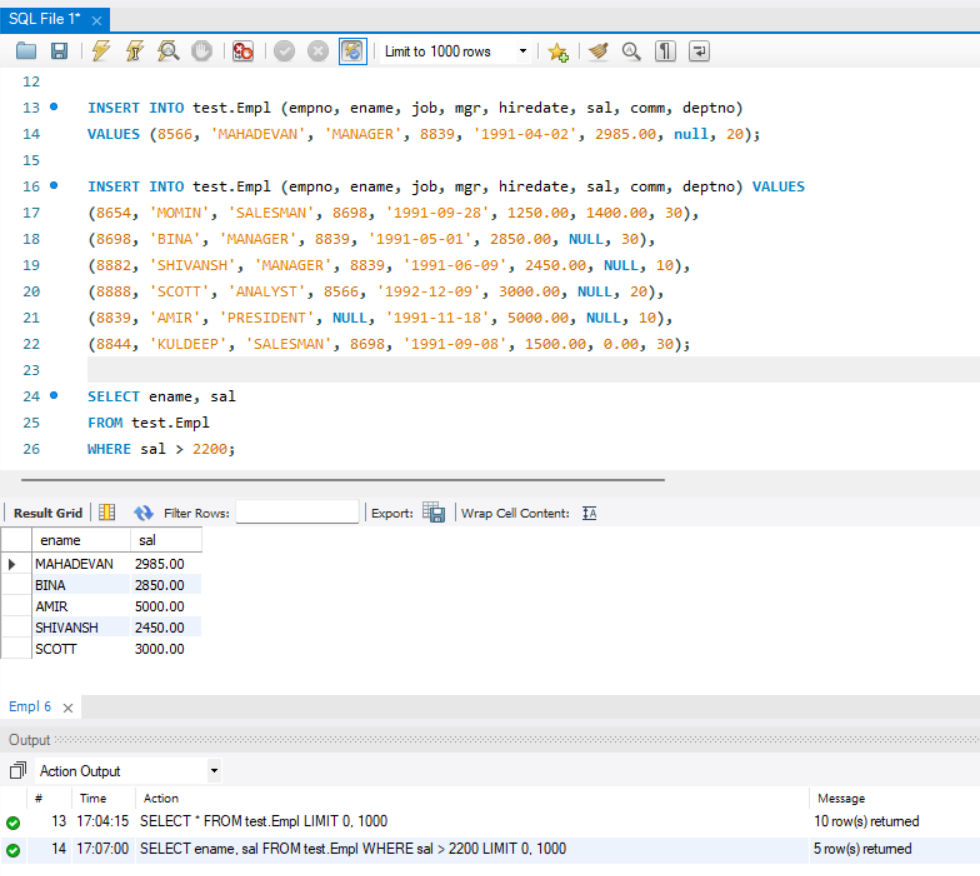 SQL File 1*
Limit to 1000 rows
12
13 INSERT INTO test.Empl (empno, ename, job, mgr, hiredate, sal, comm, deptno)
14 VALUES (8566, 'MAHADEVAN', 'MANAGER', 8839, '1991-04-02', 2985.00, null, 20);
15
16 INSERT INTO test.Empl (empno, ename, job, mgr, hiredate, sal, comm, deptno) VALUES
17 (8654, 'MOMIN', 'SALESMAN', 8698, '1991-09-28', 1250.00, 1400.00, 30),
18 (8698, 'BINA', 'MANAGER', 8839, '1991-05-01', 2850.00, NULL, 30),
19 (8882, 'SHIVANSH', 'MANAGER', 8839, '1991-06-09', 2450.00, NULL, 10),
20 (8888, 'SCOTT', 'ANALYST', 8566, '1992-12-09', 3000.00, NULL, 20),
21 (8839, 'AMIR', 'PRESIDENT', NULL, '1991-11-18', 5000.00, NULL, 10),
22 (8844, 'KULDEEP', 'SALESMAN', 8698, '1991-09-08', 1500.00, 0.00, 30);
23
24 SELECT ename, sal
25 FROM test.Empl
26 WHERE sal > 2200;
Result Grid Filter Rows: Export: Wrap Cell Content:
ename sal
MAHADEVAN 2985.00
BINA 2850.00
AMIR 5000.00
SHIVANSH 2450.00
SCOTT 3000.00
Empl 6
Output
Action Output
# Time Action Message
13 17:04:15 SELECT * FROM test.Empl LIMIT 0, 1000 10 row(s) returned
14 17:07:00 SELECT ename, sal FROM test.Empl WHERE sal > 2200 LIMIT 0, 1000 5 row(s) returned